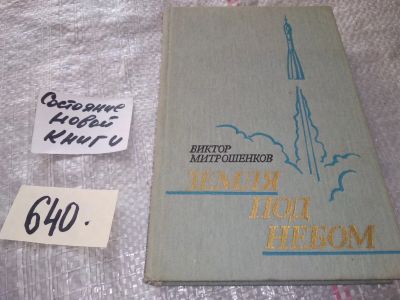 Состояние
новой
книги
640.
ВИКТОР
МИТРОШЕНКОВ
ЗЕМЛЯ
ПОД
НЕБОМ